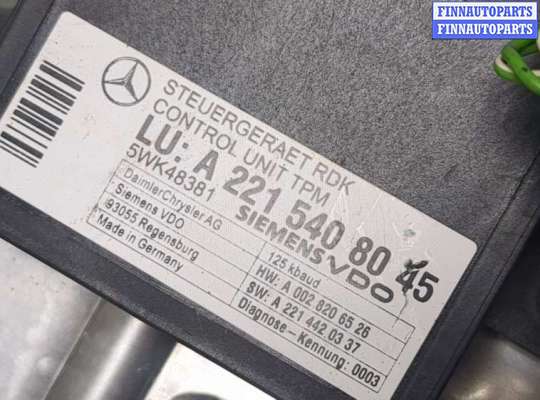 FINNAUTOPARTS
FINNAUTOPARTS
STEUERGERAET RDK
CONTROL UNIT TPM
LU: A 221 540 80 45
5WK48381
SIEMENS VDO
DaimlerChrysler AG
Siemens VDO
93055 Regensburg
Made in Germany
125 kbaud
HW: A 002 820 65 26
SW: A 221 442 03 37
Diagnose - Kennung: 0003